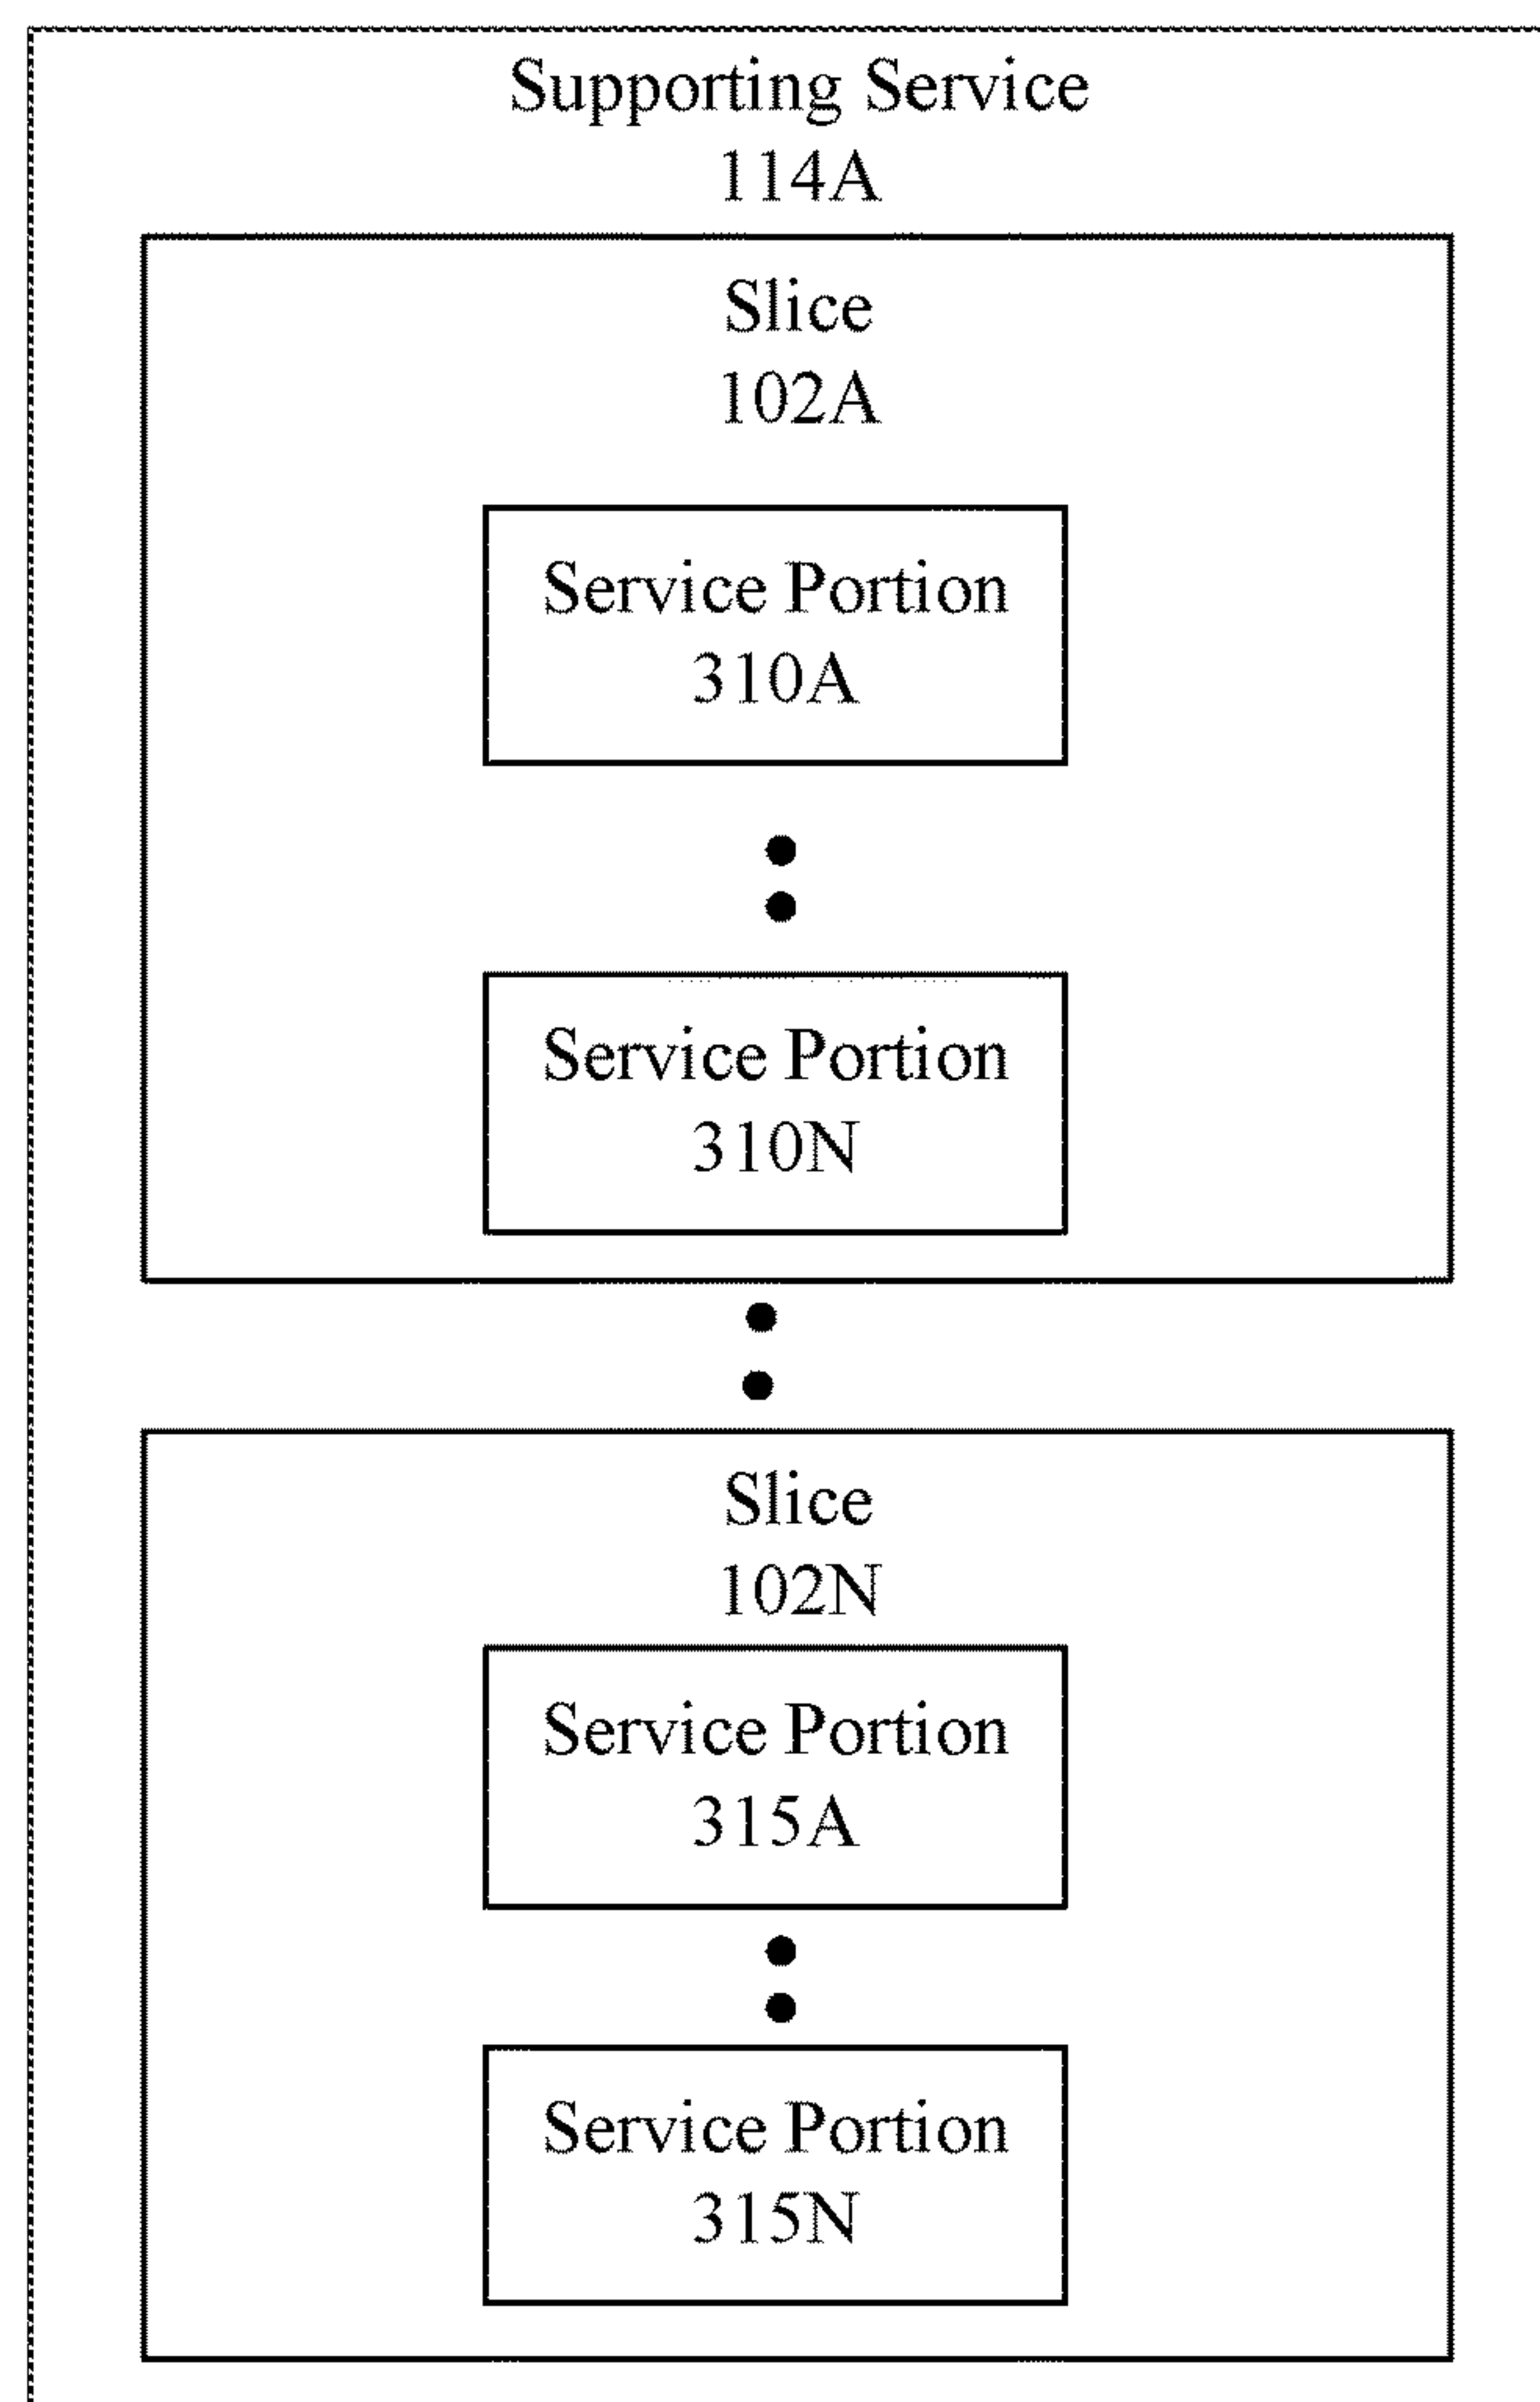 Supporting Service
114A
Slice
102A
Service Portion
310A
Service Portion
310N
Slice
102N
Service Portion
315A
Service Portion
315N